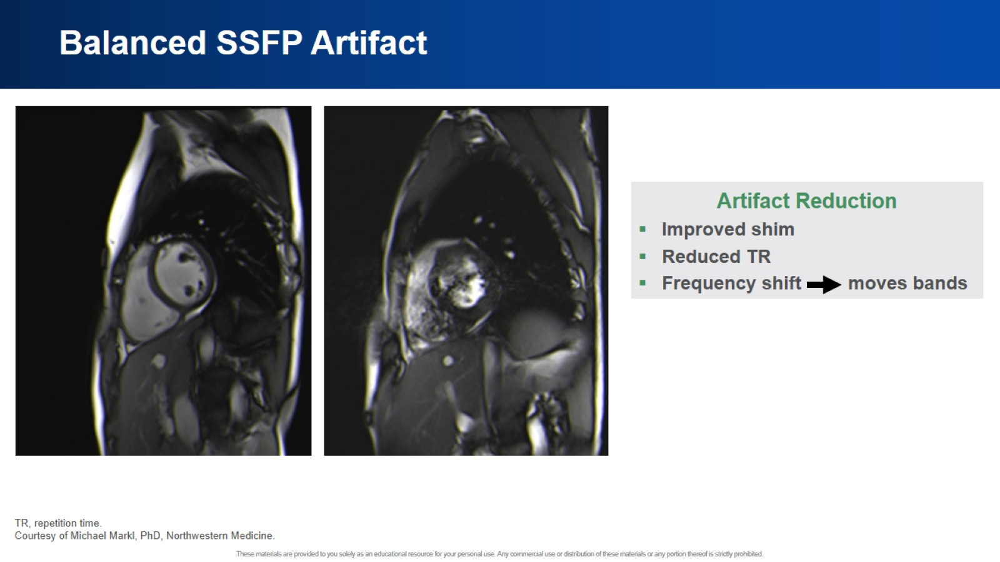 Balanced SSFP Artifact
Artifact Reduction
▪ Improved shim
▪ Reduced TR
▪ Frequency shift ➡ moves bands
TR, repetition time.
Courtesy of Michael Markl, PhD, Northwestern Medicine.
These materials are provided to you solely as an educational resource for your personal use. Any commercial use or distribution of these materials or any portion thereof is strictly prohibited.